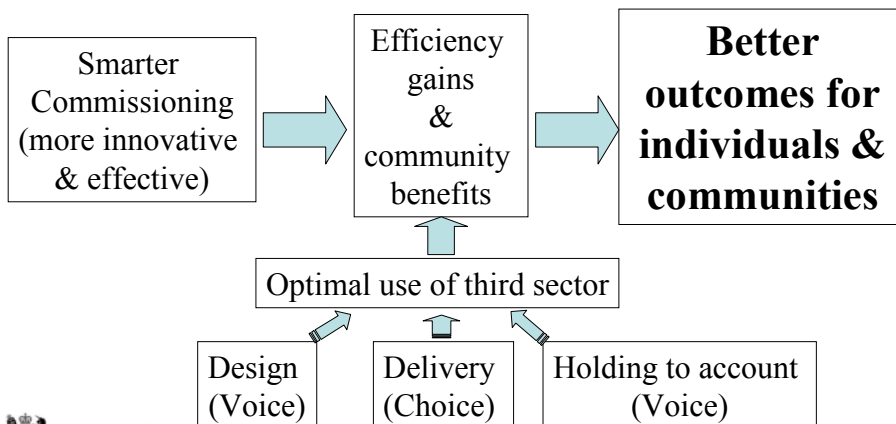 Smarter
Commissioning
(more innovative
& effective)
Efficiency
gains
&
community
benefits
Better
outcomes for
individuals &
communities
Optimal use of third sector
Design
(Voice)
Delivery
(Choice)
Holding to account
(Voice)